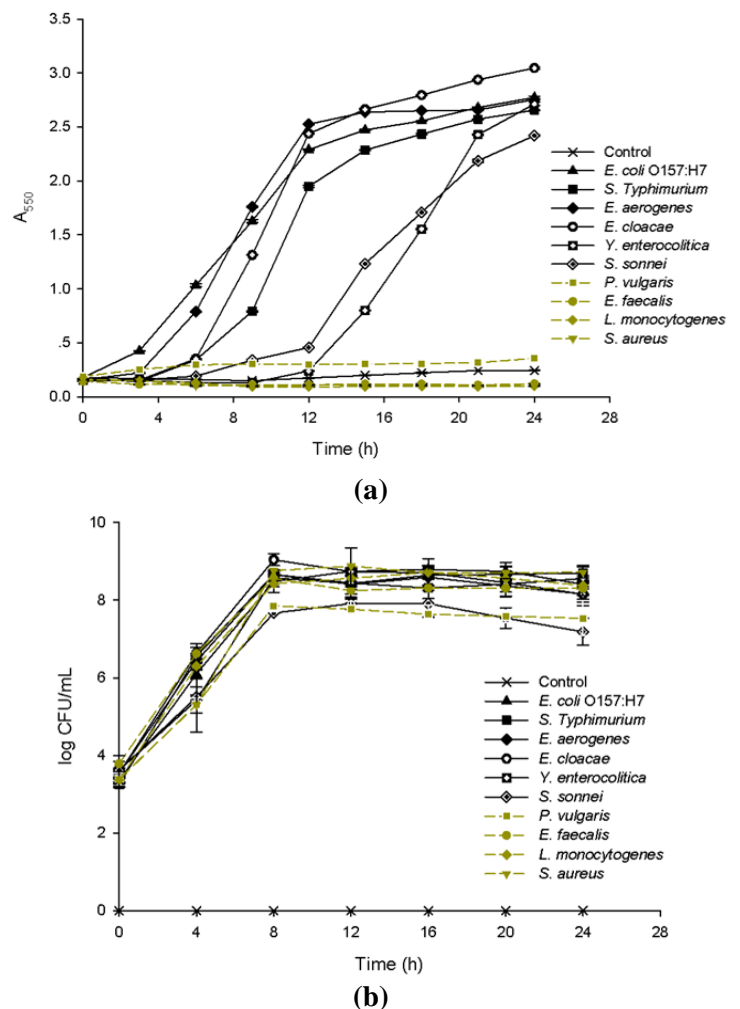 3.5
3.0
2.5
2.0
1.5
1.0
.5
0.0
A550
0 4 8 12 16 20 24 28
Time (h)
Control
E. coli O157:H7
S. Typhimurium
E. aerogenes
E. cloacae
Y. enterocolitica
S. sonnei
P. vulgaris
E. faecalis
L. monocytogenes
S. aureus
(a)
10
8
6
4
2
0
log CFU/mL
0 4 8 12 16 20 24 28
Time (h)
Control
E. coli O157:H7
S. Typhimurium
E. aerogenes
E. cloacae
Y. enterocolitica
S. sonnei
P. vulgaris
E. faecalis
L. monocytogenes
S. aureus
(b)